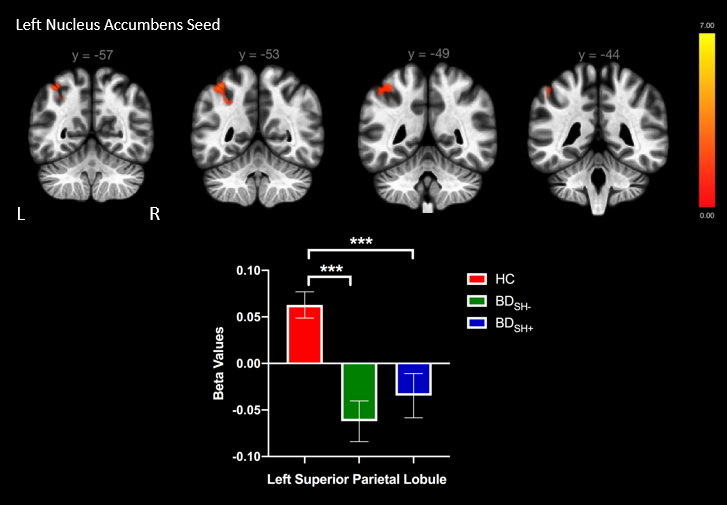 Left Nucleus Accumbens Seed
y = -57
y = -53
y = -49
y = -44
7.00
0.00
L
R
***
***
0.10
0.05
0.00
-0.05
-0.10
Beta Values
HC
BDSH-
BDSH+
Left Superior Parietal Lobule